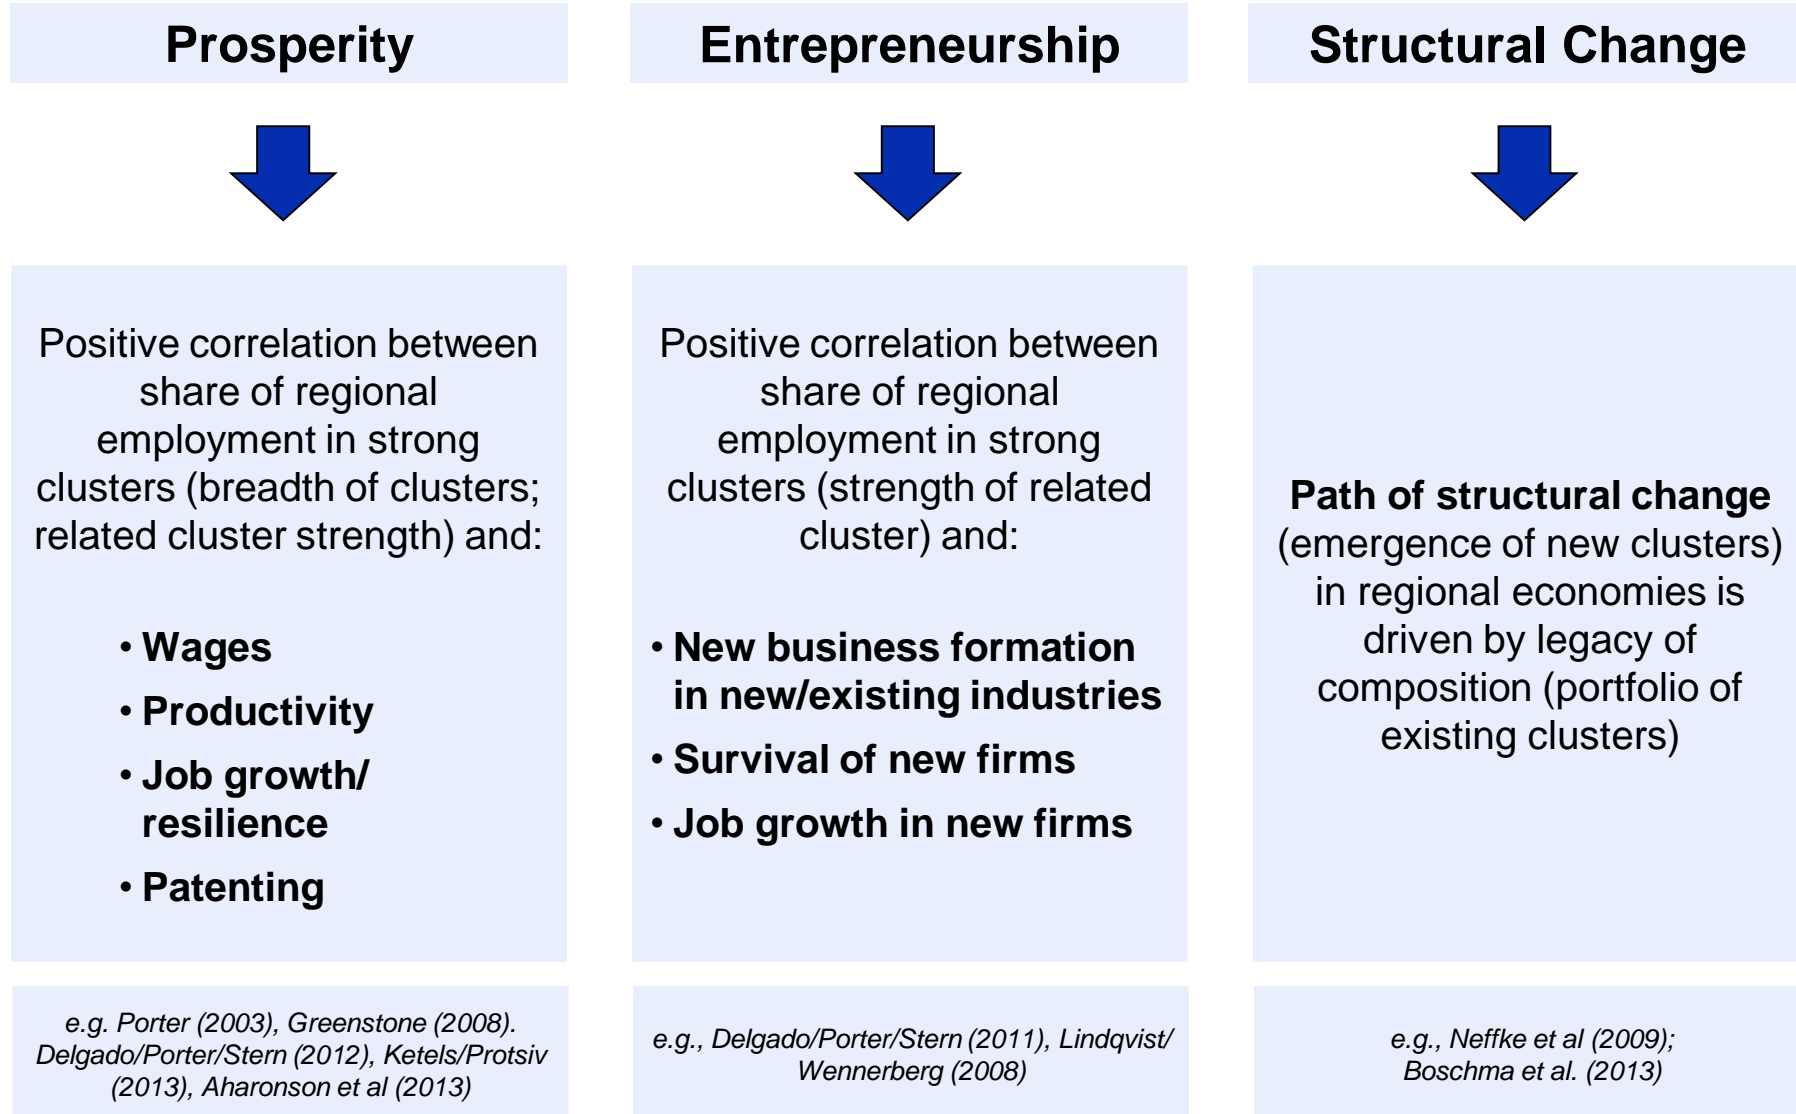 Prosperity
Positive correlation between
share of regional
employment in strong
clusters (breadth of clusters;
related cluster strength) and:
• Wages
• Productivity
• Job growth/
resilience
• Patenting
e.g. Porter (2003), Greenstone (2008).
Delgado/Porter/Stern (2012), Ketels/Protsiv
(2013), Aharonson et al (2013)
Entrepreneurship
Positive correlation between
share of regional
employment in strong
clusters (strength of related
cluster) and:
• New business formation
in new/existing industries
• Survival of new firms
• Job growth in new firms
e.g., Delgado/Porter/Stern (2011), Lindqvist/
Wennerberg (2008)
Structural Change
Path of structural change
(emergence of new clusters)
in regional economies is
driven by legacy of
composition (portfolio of
existing clusters)
e.g., Neffke et al (2009);
Boschma et al. (2013)